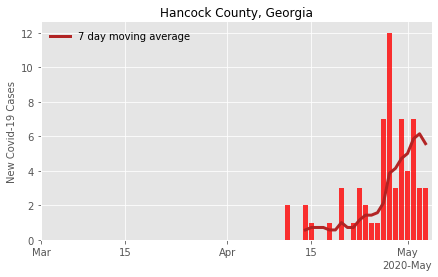 Hancock County, Georgia
7 day moving average
New Covid-19 Cases
12
10
8
6
4
2
0
Mar 15 Apr 15 May
2020-May